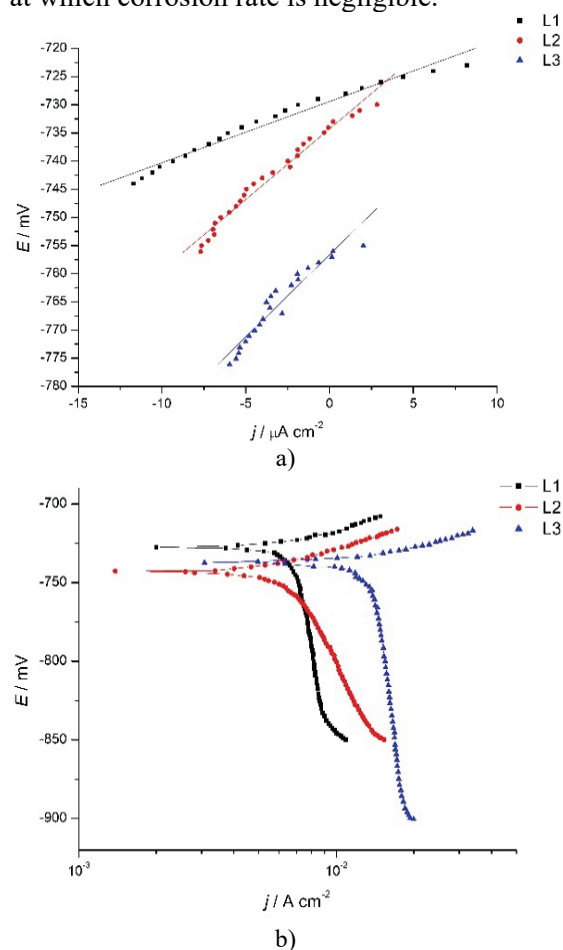 at which corrosion rate is negligible.
L1
L2
L3
-720
-725
-730
-735
-740
-745
-750
-755
-760
-765
-770
-775
-780
E / mV
-15
-10
-5
0
5
10
j / μA cm⁻²
a)
L1
L2
L3
-700
-750
-800
-850
-900
E / mV
10⁻³
10⁻²
j / A cm⁻²
b)